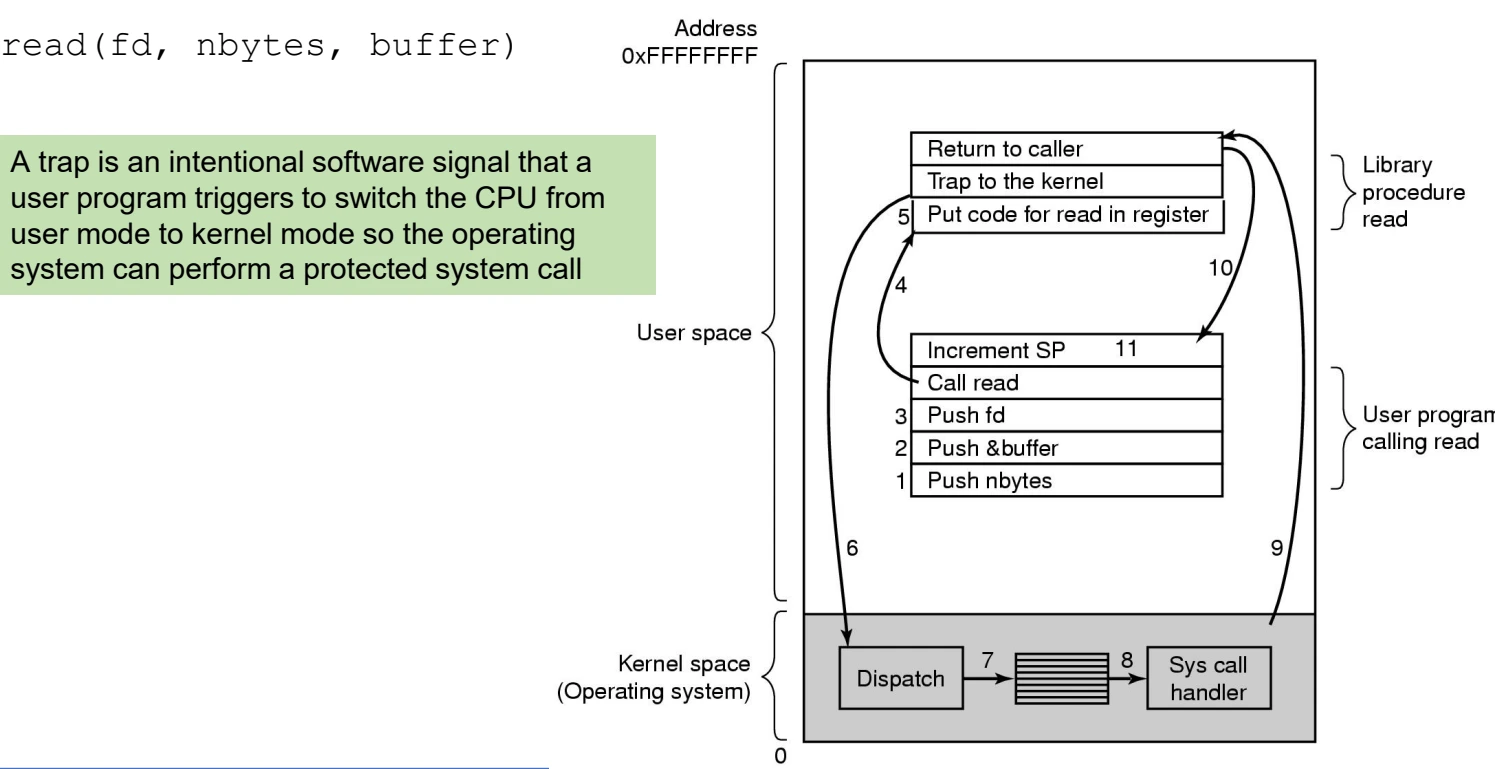 read(fd, nbytes, buffer)
A trap is an intentional software signal that a
user program triggers to switch the CPU from
user mode to kernel mode so the operating
system can perform a protected system call
Address
0xFFFFFFFF
User space
Return to caller
Trap to the kernel
5 Put code for read in register
Library
procedure
read
4
10
Increment SP 11
Call read
3 Push fd
2 Push &buffer
1 Push nbytes
User program
calling read
6
9
Kernel space
(Operating system)
Dispatch
7
8
Sys call
handler
0